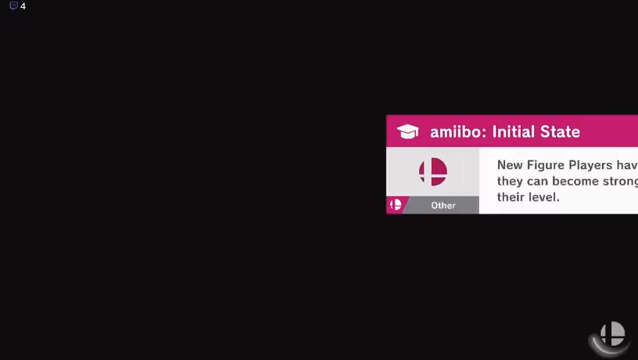 4
amiibo: Initial State
New Figure Players hav
they can become strong
their level.
Other